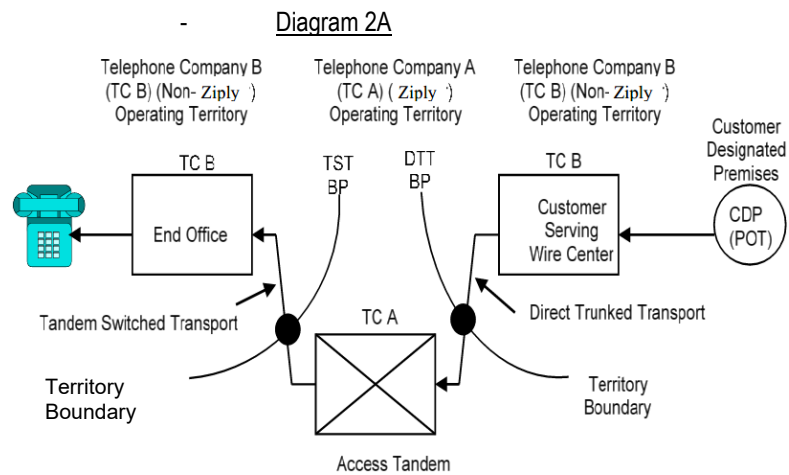 - Diagram 2A
Telephone Company B
(TC B) (Non- Ziply )
Operating Territory
Telephone Company A
(TC A) ( Ziply )
Operating Territory
Telephone Company B
(TC B) (Non- Ziply )
Operating Territory
Customer
Designated
Premises
TC B
TST
BP
DTT
BP
TC B
End Office
Customer
Serving
Wire Center
CDP
(POT)
Tandem Switched Transport
TC A
Direct Trunked Transport
Territory
Boundary
Territory
Boundary
Access Tandem